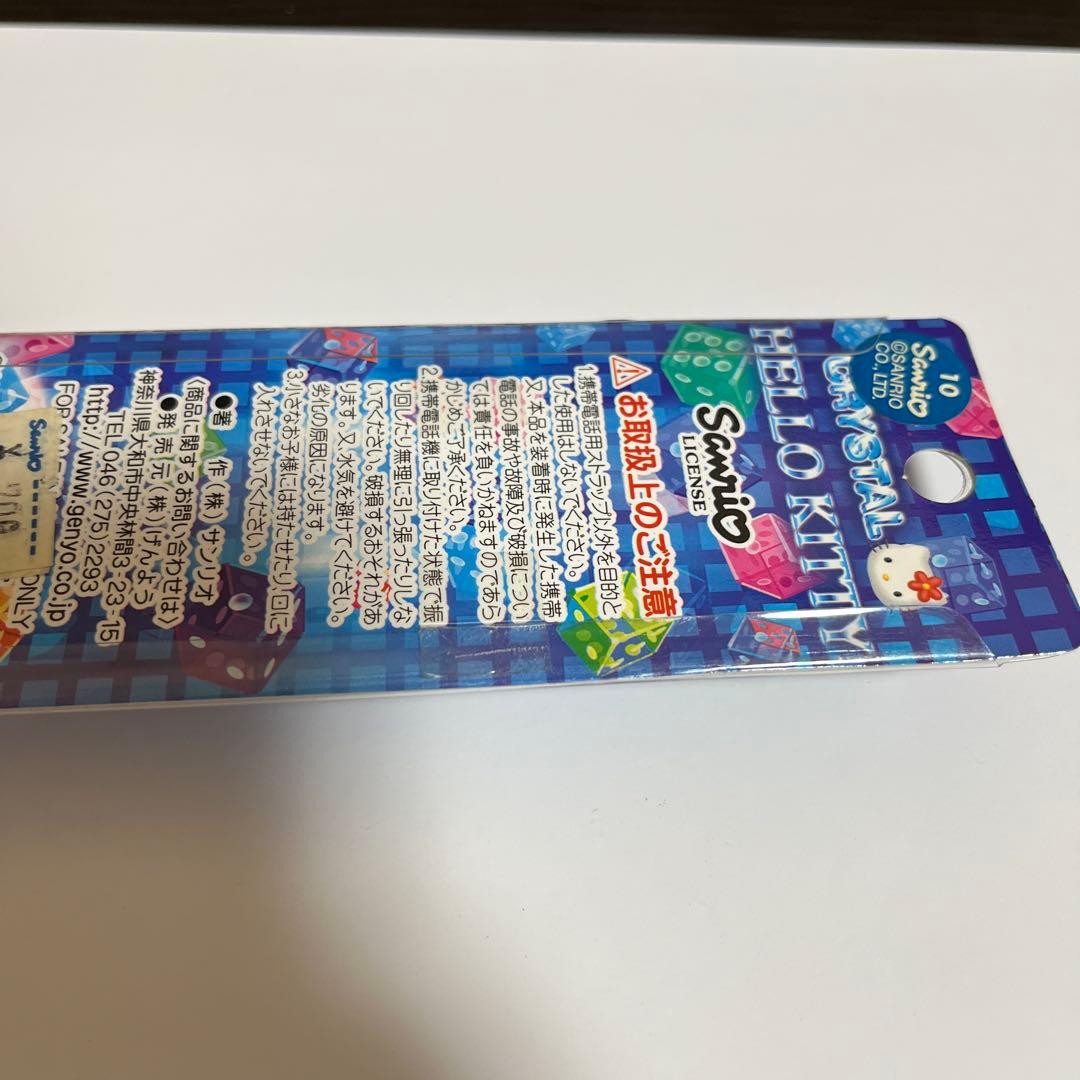 10
Sanrio
©SANRIO
CO.,LTD.
CRYSTAL
HELLO KITTY
Sanrio
LICENSE
お取扱上のご注意
1.携帯電話用ストラップ以外を目的と
した使用はしないでください。
又、本品を装着時に発生した携帯
電話の事故や故障及び破損につい
ては責任を負いかねますのであら
かじめご了承ください。
2.携帯電話機に取り付けた状態で振
り回したり無理に引っ張ったりしな
いでください。破損するおそれがあ
ります。又、水気を避けてください。
劣化の原因になります。
3.小さなお子様には持たせたり口に
入れさせないでください。
●著 作(株)サンリオ
〈商品に関するお問い合わせは〉
●発売元(株)げんよう
神奈川県大和市中央林間3-23-15
TEL 046(275)2293
http://www.genyo.co.jp
FOR
ONLY
SANRIO